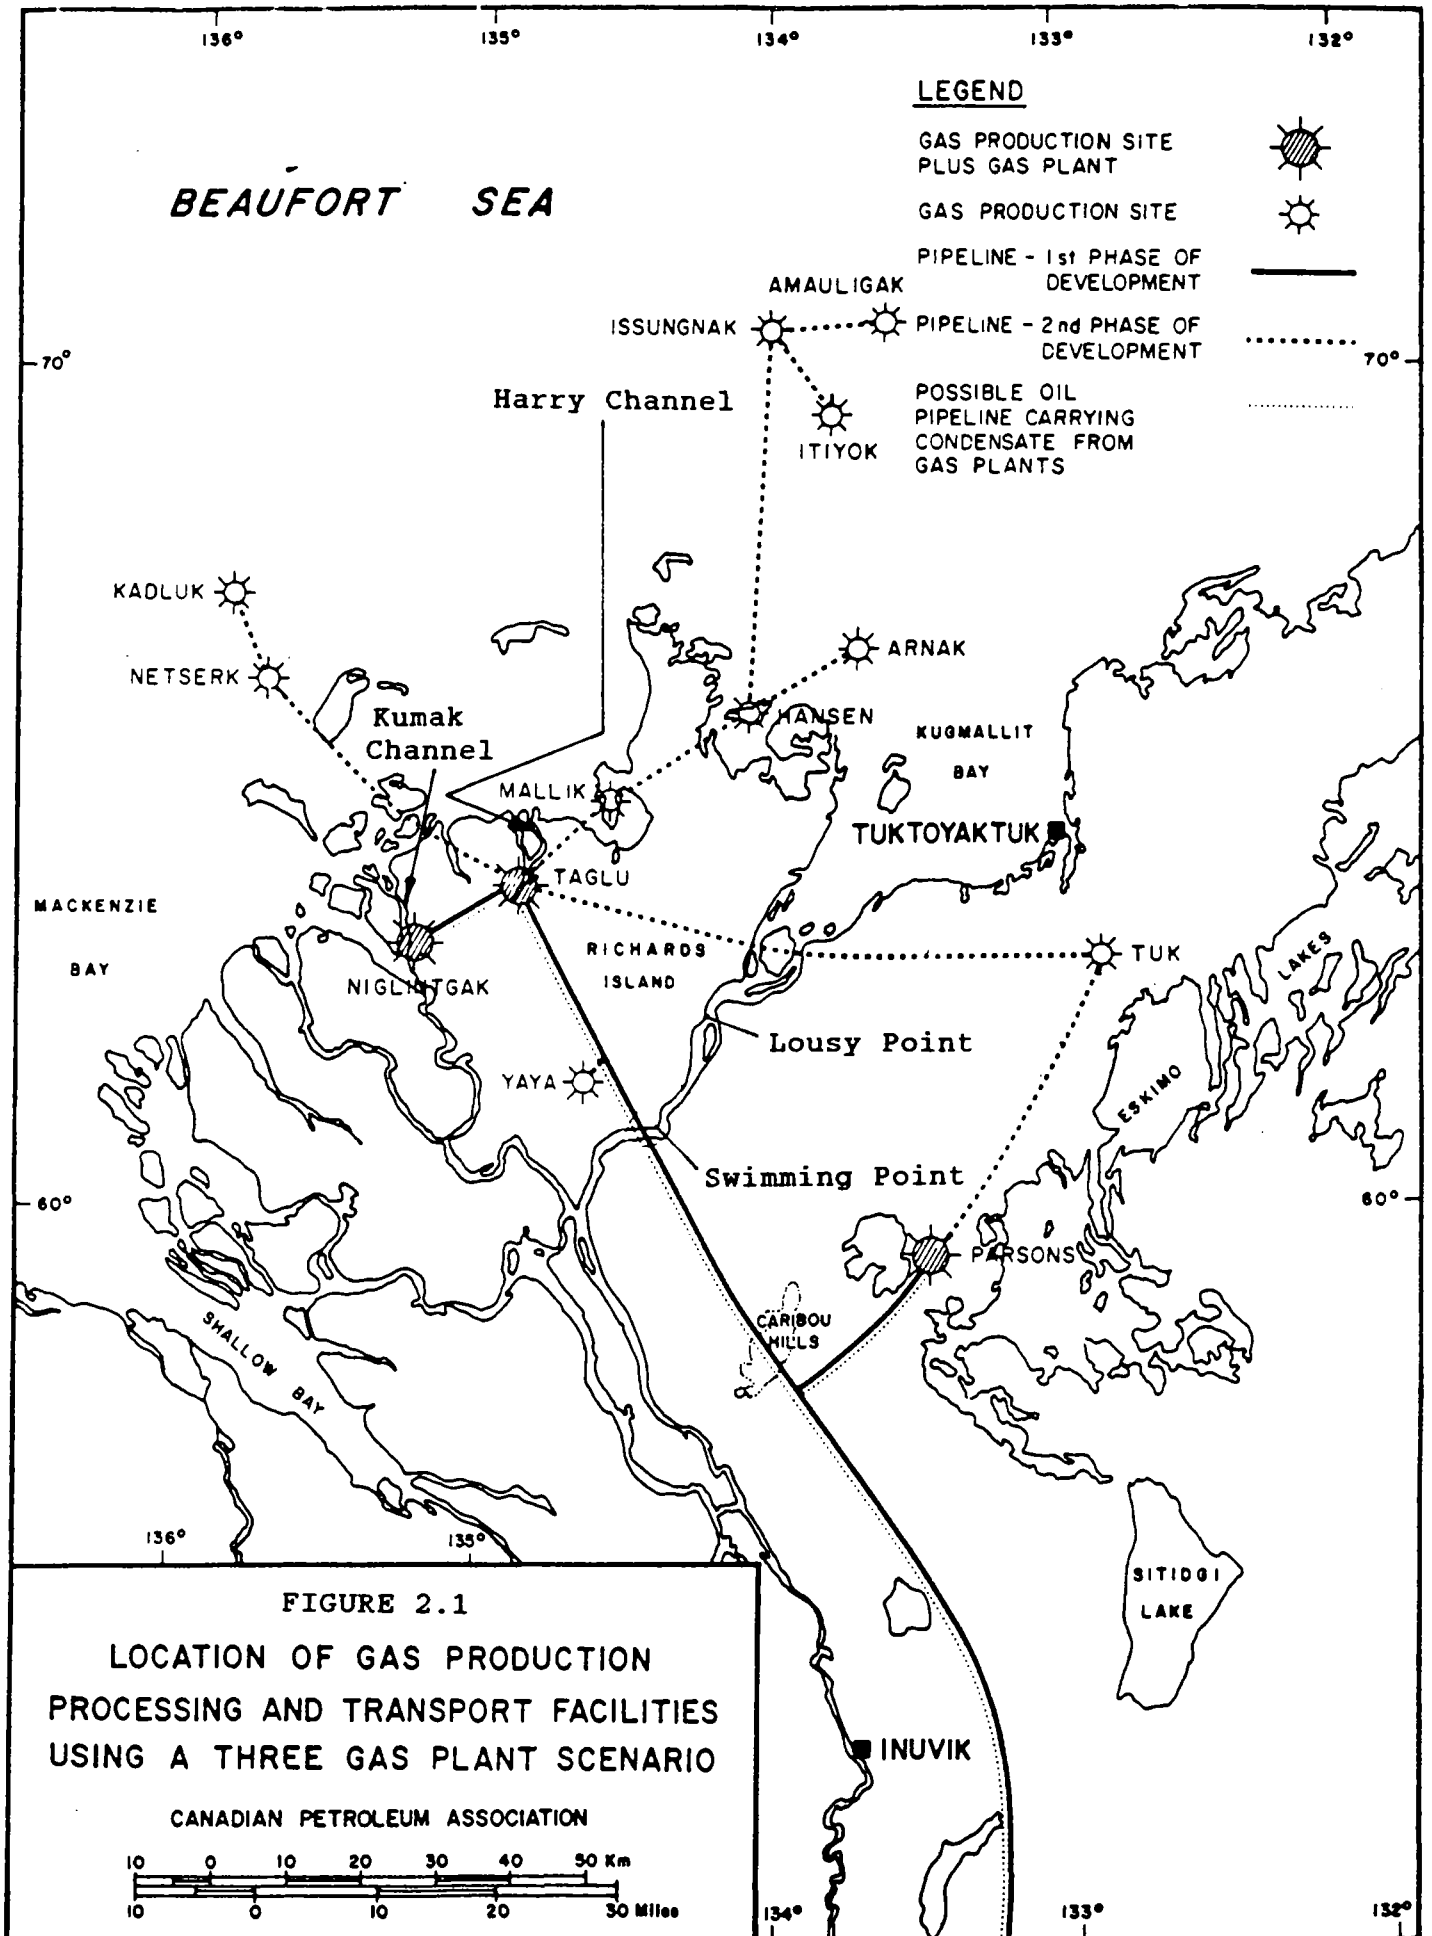 136° 135° 134° 133° 132°
LEGEND
GAS PRODUCTION SITE
PLUS GAS PLANT
GAS PRODUCTION SITE
PIPELINE - 1st PHASE OF
DEVELOPMENT
PIPELINE - 2nd PHASE OF
DEVELOPMENT
POSSIBLE OIL
PIPELINE CARRYING
CONDENSATE FROM
GAS PLANTS
BEAUFORT SEA
AMAULIGAK
ISSUNGNAK
70° 70°
Harry Channel
ITIYOK
KADLUK
NETSERK
ARNAK
HANSEN
Kumak
Channel
KUGMALLIT
BAY
MALLIK
TUKTOYAKTUK
TAGLU
MACKENZIE
BAY
RICHARDS
ISLAND
TUK
LAKES
NIGLINTGAK
Lousy Point
YAYA
ESKIMO
Swimming Point
60° 60°
PARSONS
CARIBOU
HILLS
SHALLOW
BAY
136° 135°
SITIDGI
LAKE
INUVIK
FIGURE 2.1
LOCATION OF GAS PRODUCTION
PROCESSING AND TRANSPORT FACILITIES
USING A THREE GAS PLANT SCENARIO
CANADIAN PETROLEUM ASSOCIATION
10 0 10 20 30 40 50 Km
10 0 10 20 30 Miles
134° 133° 132°